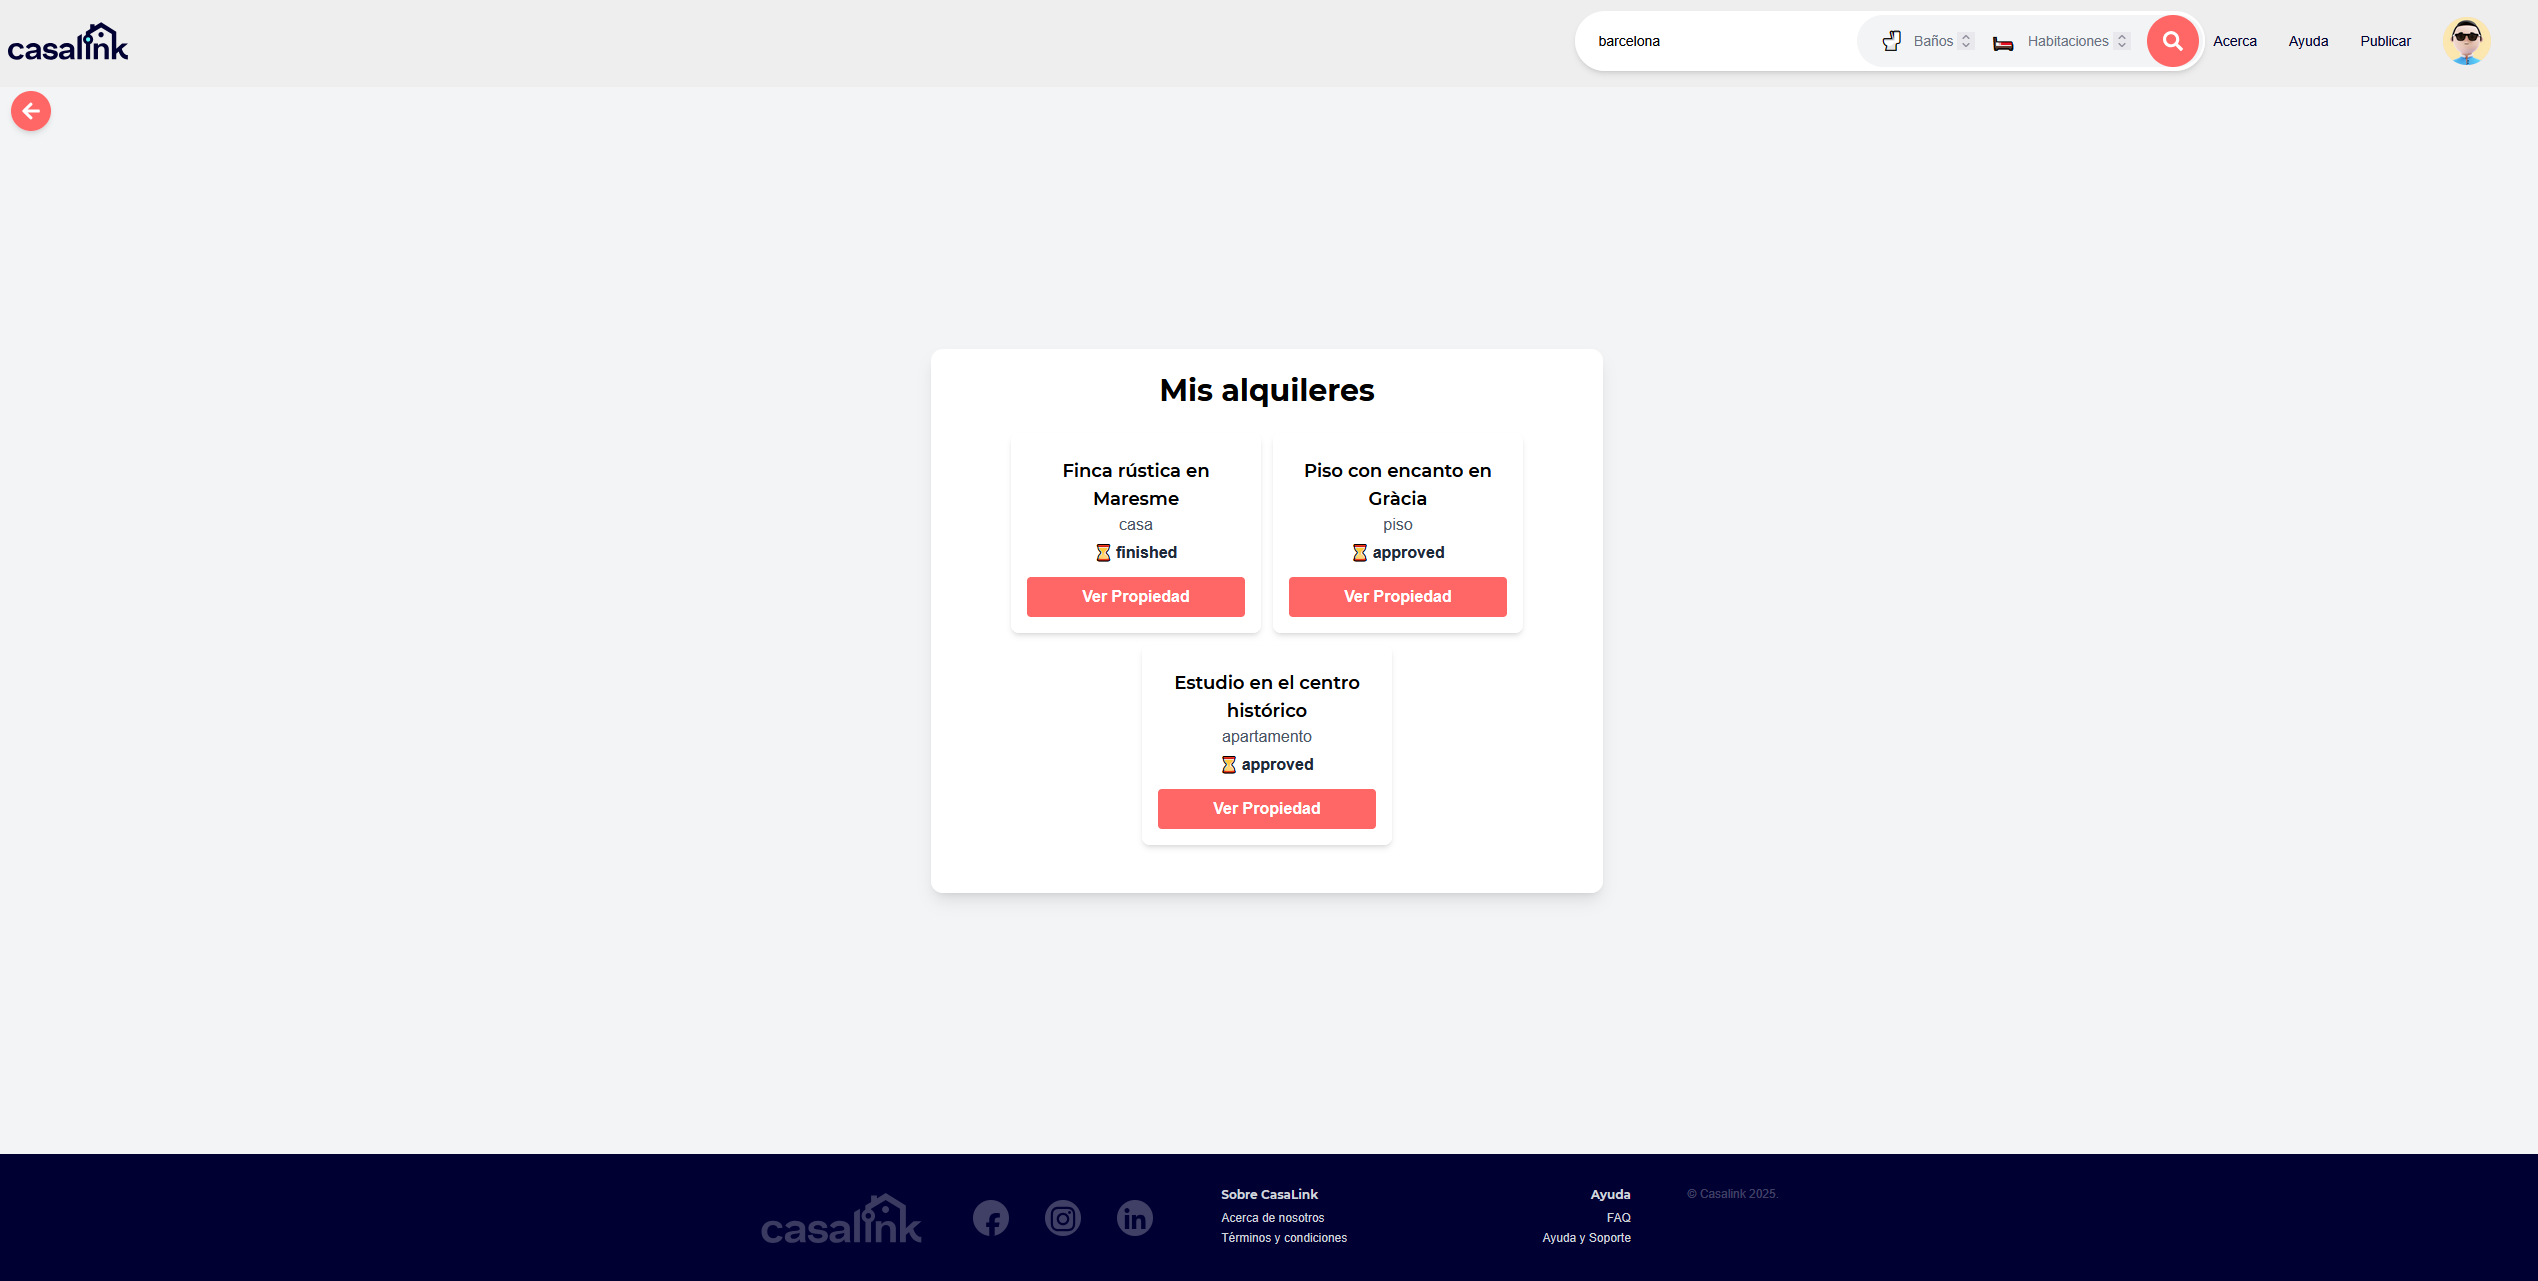 casalink
barcelona
Baños
Habitaciones
Acerca
Ayuda
Publicar
Mis alquileres
Finca rústica en
Maresme
casa
finished
Ver Propiedad
Piso con encanto en
Gràcia
piso
approved
Ver Propiedad
Estudio en el centro
histórico
apartamento
approved
Ver Propiedad
casalink
Sobre CasaLink
Acerca de nosotros
Términos y condiciones
Ayuda
FAQ
Ayuda y Soporte
© Casalink 2025.